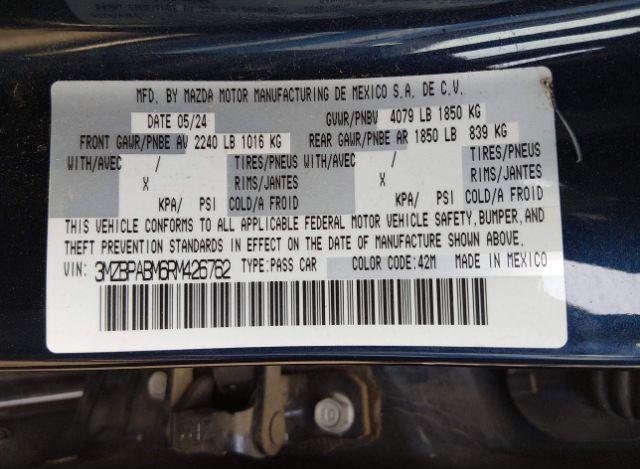 MFD. BY MAZDA MOTOR MANUFACTURING DE MEXICO S.A. DE C.V.
DATE 05/24 GVWR/PNBV 4079 LB 1850 KG
FRONT GAWR/PNBE AV 2240 LB 1016 KG REAR GAWR/PNBE AR 1850 LB 839 KG
WITH/AVEC / TIRES/PNEUS WITH/AVEC / TIRES/PNEUS
X RIMS/JANTES X RIMS/JANTES
KPA/ PSI COLD/A FROID KPA/ PSI COLD/A FROID
THIS VEHICLE CONFORMS TO ALL APPLICABLE FEDERAL MOTOR VEHICLE SAFETY, BUMPER, AND
THEFT PREVENTION STANDARDS IN EFFECT ON THE DATE OF MANUFACTURE SHOWN ABOVE.
VIN: 3MZBPABM6RM426762 TYPE:PASS CAR COLOR CODE:42M MADE IN MEXICO